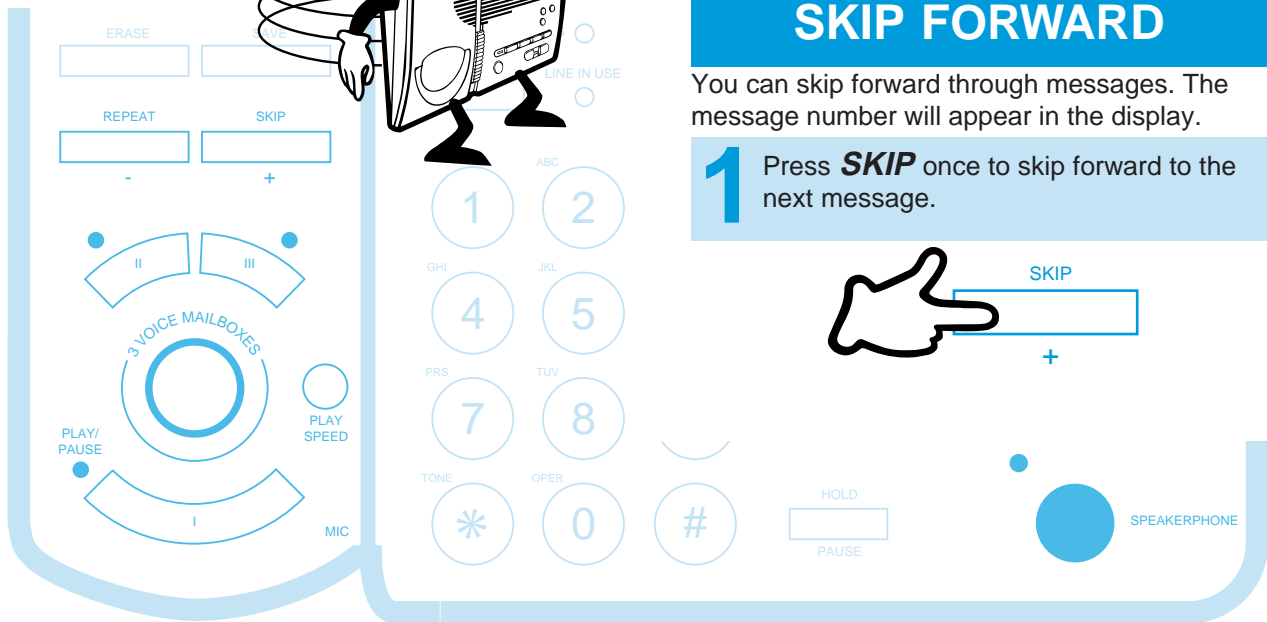 ERASE
SAVE
LINE IN USE
REPEAT
SKIP
-
+
II
III
3 VOICE MAILBOXES
PLAY/
PAUSE
PLAY
SPEED
I
MIC
ABC
1
2
GHI
JKL
4
5
PRS
TUV
7
8
TONE
OPER
*
0
#
HOLD
PAUSE
SPEAKERPHONE
SKIP FORWARD
You can skip forward through messages. The
message number will appear in the display.
1
Press SKIP once to skip forward to the
next message.
SKIP
+